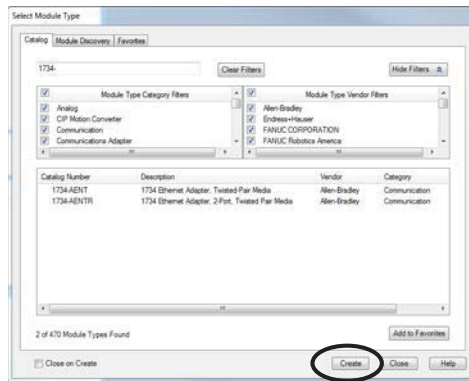 Select Module Type
Catalog Module Discovery Favorites
1734- Clear Filters Hide Filters
Module Type Category Filters Module Type Vendor Filters
Analog Allen-Bradley
CIP Motion Converter Endress+Hauser
Communication FANUC CORPORATION
Communications Adapter FANUC Robotics America
Catalog Number Description Vendor Category
1734-AENT 1734 Ethernet Adapter, Twisted-Pair Media Allen-Bradley Communication
1734-AENTR 1734 Ethernet Adapter, 2-Port, Twisted Pair Media Allen-Bradley Communication
2 of 470 Module Types Found Add to Favorites
Close on Create Create Close Help